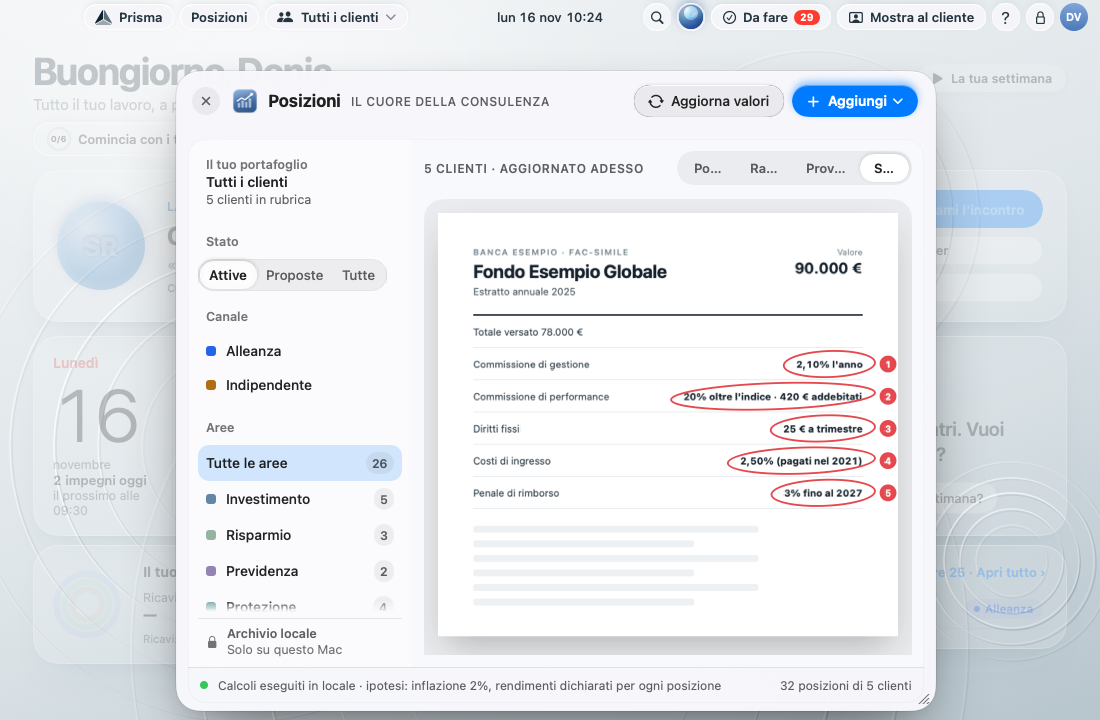 Prisma
Posizioni
Tutti i clienti
lun 16 nov 10:24
Da fare 29
Mostra al cliente
?
DV
Buongiorno Denis
Tutto il tuo lavoro, a p
La tua settimana
0/6 Comincia con i t
Posizioni IL CUORE DELLA CONSULENZA
Aggiorna valori
+ Aggiungi
Il tuo portafoglio
Tutti i clienti
5 clienti in rubrica
Stato
Attive Proposte Tutte
Canale
Alleanza
Indipendente
Aree
Tutte le aree 26
Investimento 5
Risparmio 3
Previdenza 2
Protezione 4
Archivio locale
Solo su questo Mac
5 CLIENTI · AGGIORNATO ADESSO
Po... Ra... Prov... S...
BANCA ESEMPIO · FAC-SIMILE
Valore
Fondo Esempio Globale
90.000 €
Estratto annuale 2025
Totale versato 78.000 €
Commissione di gestione 2,10% l'anno 1
Commissione di performance 20% oltre l'indice · 420 € addebitati 2
Diritti fissi 25 € a trimestre 3
Costi di ingresso 2,50% (pagati nel 2021) 4
Penale di rimborso 3% fino al 2027 5
Calcoli eseguiti in locale · ipotesi: inflazione 2%, rendimenti dichiarati per ogni posizione
32 posizioni di 5 clienti
SR
Lunedì
16
novembre
2 impegni oggi
il prossimo alle
09:30
Il tuo
Ricavi
Ricavi
ami l'incontro
er
ntri. Vuoi
?
timana?
re 25 · Apri tutto ›
Alleanza